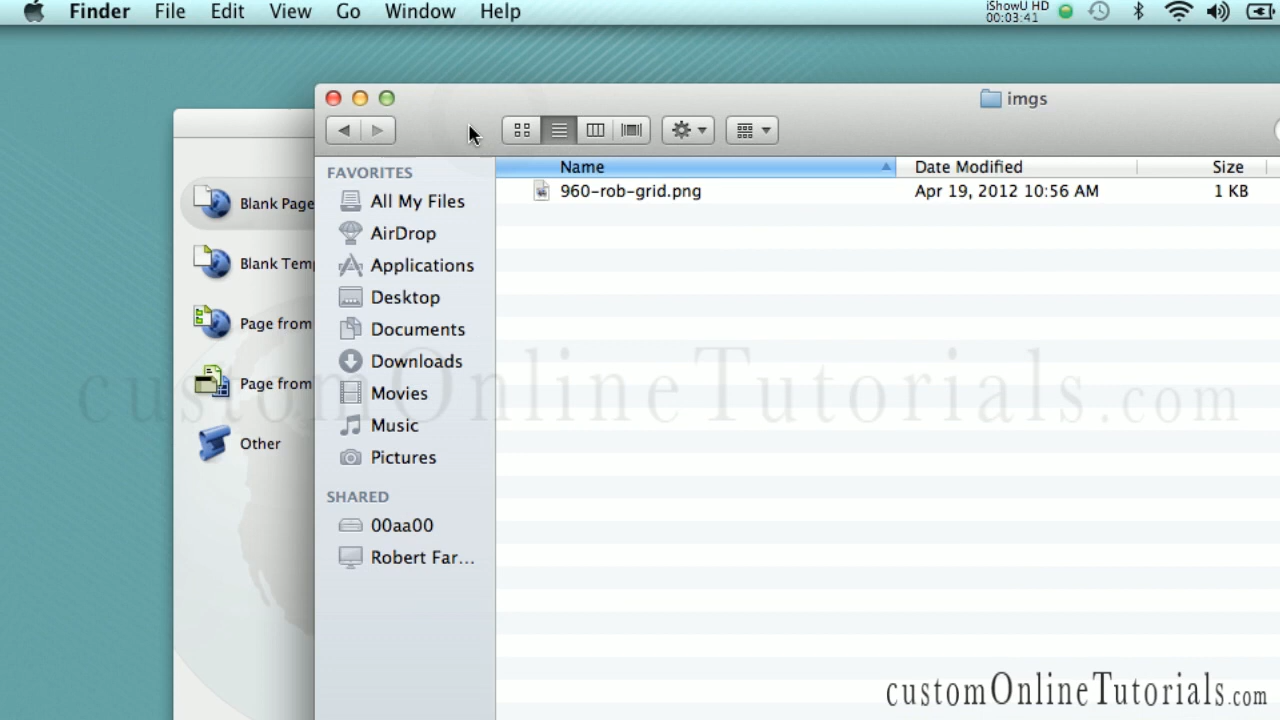 Finder File Edit View Go Window Help iShowU HD
00:03:41
imgs
FAVORITES Name Date Modified Size
960-rob-grid.png Apr 19, 2012 10:56 AM 1 KB
All My Files
Blank Page
AirDrop
Blank Temp
Applications
Desktop
Page from
Documents
Downloads
Page from
Movies
customOnlineTutorials.com
Music
Other
Pictures
SHARED
00aa00
Robert Far...
customOnlineTutorials.com